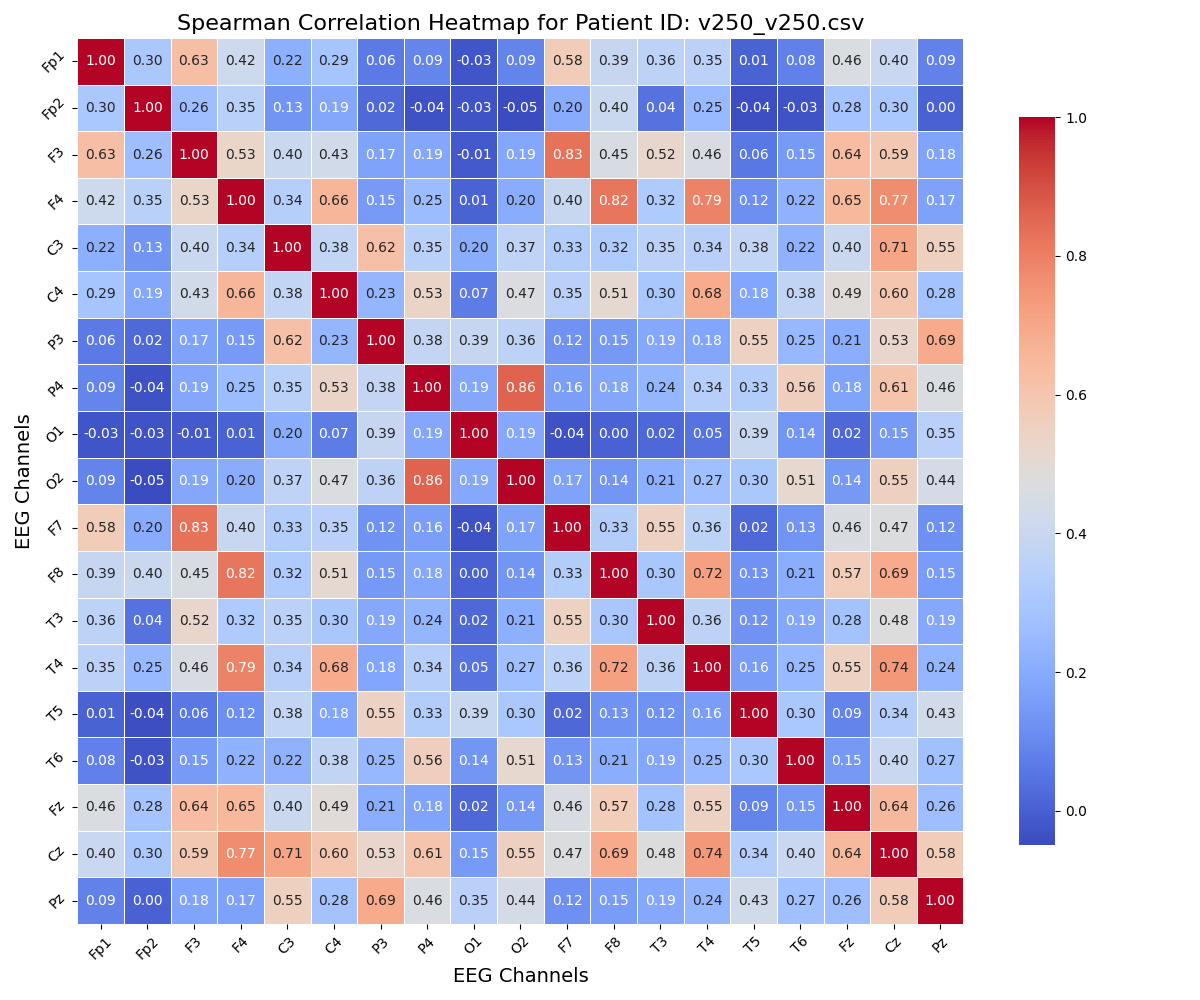 Spearman Correlation Heatmap for Patient ID: v250_v250.csv
Fp1 1.00 0.30 0.63 0.42 0.22 0.29 0.06 0.09 -0.03 0.09 0.58 0.39 0.36 0.35 0.01 0.08 0.46 0.40 0.09
Fp2 0.30 1.00 0.26 0.35 0.13 0.19 0.02 -0.04 -0.03 -0.05 0.20 0.40 0.04 0.25 -0.04 -0.03 0.28 0.30 0.00
F3 0.63 0.26 1.00 0.53 0.40 0.43 0.17 0.19 -0.01 0.19 0.83 0.45 0.52 0.46 0.06 0.15 0.64 0.59 0.18
F4 0.42 0.35 0.53 1.00 0.34 0.66 0.15 0.25 0.01 0.20 0.40 0.82 0.32 0.79 0.12 0.22 0.65 0.77 0.17
C3 0.22 0.13 0.40 0.34 1.00 0.38 0.62 0.35 0.20 0.37 0.33 0.32 0.35 0.34 0.38 0.22 0.40 0.71 0.55
C4 0.29 0.19 0.43 0.66 0.38 1.00 0.23 0.53 0.07 0.47 0.35 0.51 0.30 0.68 0.18 0.38 0.49 0.60 0.28
P3 0.06 0.02 0.17 0.15 0.62 0.23 1.00 0.38 0.39 0.36 0.12 0.15 0.19 0.18 0.55 0.25 0.21 0.53 0.69
P4 0.09 -0.04 0.19 0.25 0.35 0.53 0.38 1.00 0.19 0.86 0.16 0.18 0.24 0.34 0.33 0.56 0.18 0.61 0.46
O1 -0.03 -0.03 -0.01 0.01 0.20 0.07 0.39 0.19 1.00 0.19 -0.04 0.00 0.02 0.05 0.39 0.14 0.02 0.15 0.35
O2 0.09 -0.05 0.19 0.20 0.37 0.47 0.36 0.86 0.19 1.00 0.17 0.14 0.21 0.27 0.30 0.51 0.14 0.55 0.44
F7 0.58 0.20 0.83 0.40 0.33 0.35 0.12 0.16 -0.04 0.17 1.00 0.33 0.55 0.36 0.02 0.13 0.46 0.47 0.12
F8 0.39 0.40 0.45 0.82 0.32 0.51 0.15 0.18 0.00 0.14 0.33 1.00 0.30 0.72 0.13 0.21 0.57 0.69 0.15
T3 0.36 0.04 0.52 0.32 0.35 0.30 0.19 0.24 0.02 0.21 0.55 0.30 1.00 0.36 0.12 0.19 0.28 0.48 0.19
T4 0.35 0.25 0.46 0.79 0.34 0.68 0.18 0.34 0.05 0.27 0.36 0.72 0.36 1.00 0.16 0.25 0.55 0.74 0.24
T5 0.01 -0.04 0.06 0.12 0.38 0.18 0.55 0.33 0.39 0.30 0.02 0.13 0.12 0.16 1.00 0.30 0.09 0.34 0.43
T6 0.08 -0.03 0.15 0.22 0.22 0.38 0.25 0.56 0.14 0.51 0.13 0.21 0.19 0.25 0.30 1.00 0.15 0.40 0.27
Fz 0.46 0.28 0.64 0.65 0.40 0.49 0.21 0.18 0.02 0.14 0.46 0.57 0.28 0.55 0.09 0.15 1.00 0.64 0.26
Cz 0.40 0.30 0.59 0.77 0.71 0.60 0.53 0.61 0.15 0.55 0.47 0.69 0.48 0.74 0.34 0.40 0.64 1.00 0.58
Pz 0.09 0.00 0.18 0.17 0.55 0.28 0.69 0.46 0.35 0.44 0.12 0.15 0.19 0.24 0.43 0.27 0.26 0.58 1.00
Fp1 Fp2 F3 F4 C3 C4 P3 P4 O1 O2 F7 F8 T3 T4 T5 T6 Fz Cz Pz
EEG Channels
EEG Channels
1.0
0.8
0.6
0.4
0.2
0.0